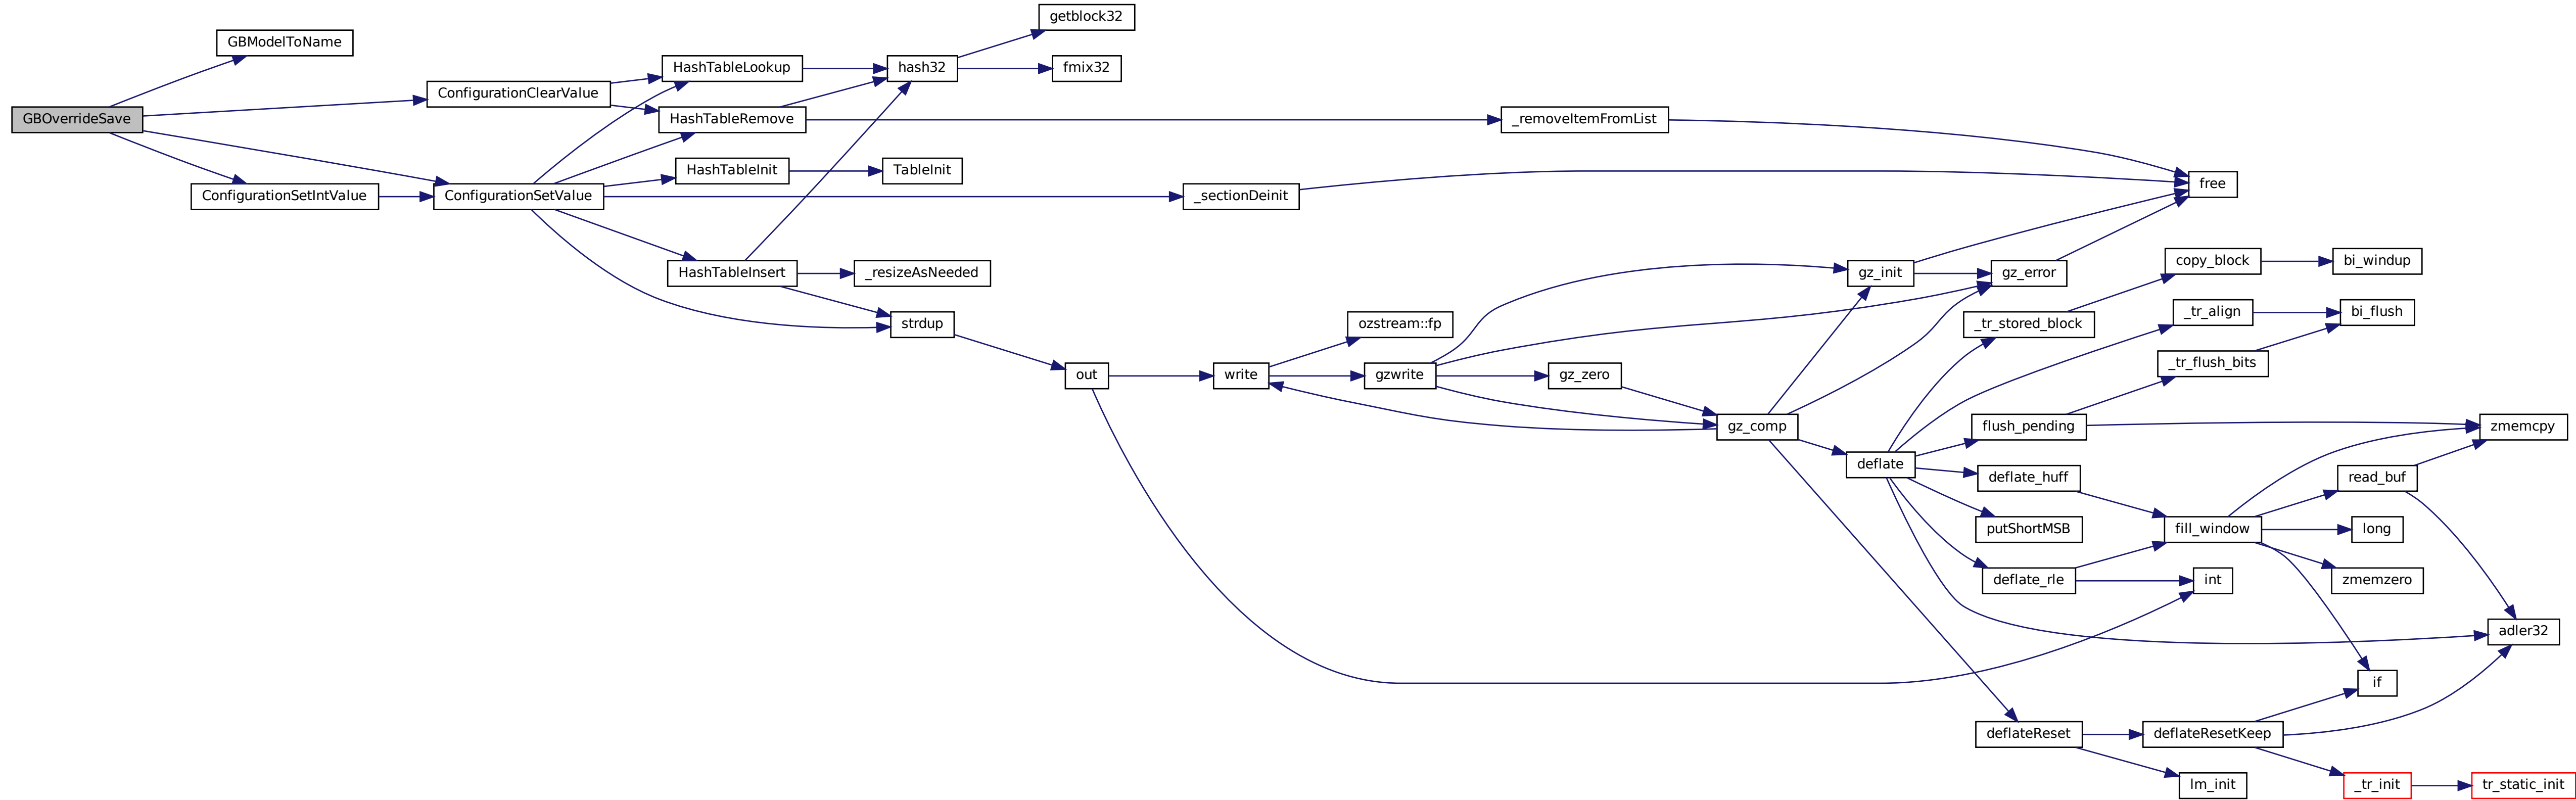 GBOverrideSave
GBModelToName
ConfigurationClearValue
ConfigurationSetIntValue
ConfigurationSetValue
HashTableLookup
HashTableRemove
HashTableInit
HashTableInsert
hash32
TableInit
_resizeAsNeeded
strdup
getblock32
fmix32
out
_sectionDeinit
write
ozstream::fp
gzwrite
_removeItemFromList
gz_zero
gz_comp
gz_init
deflate
gz_error
_tr_stored_block
flush_pending
deflate_huff
putShortMSB
deflate_rle
deflateReset
free
copy_block
_tr_align
_tr_flush_bits
fill_window
int
deflateResetKeep
lm_init
bi_windup
bi_flush
read_buf
long
zmemzero
if
_tr_init
zmemcpy
adler32
tr_static_init